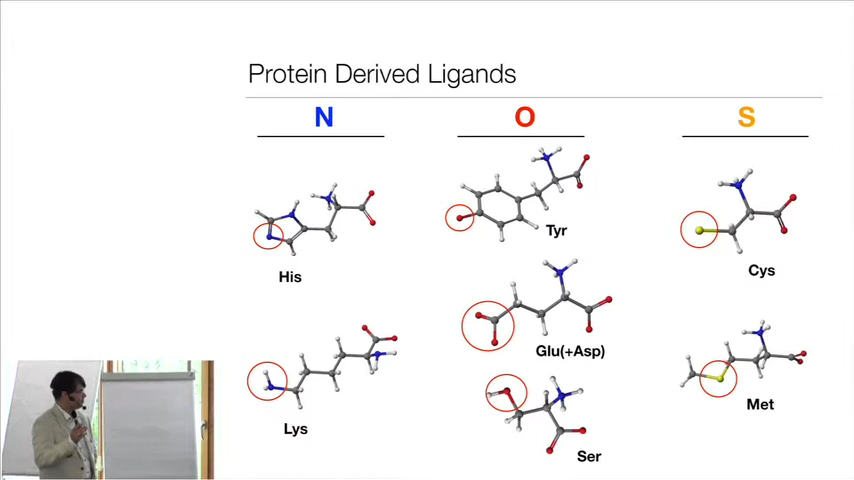 Protein Derived Ligands
N
O
S
His
Tyr
Cys
Glu(+Asp)
Lys
Met
Ser